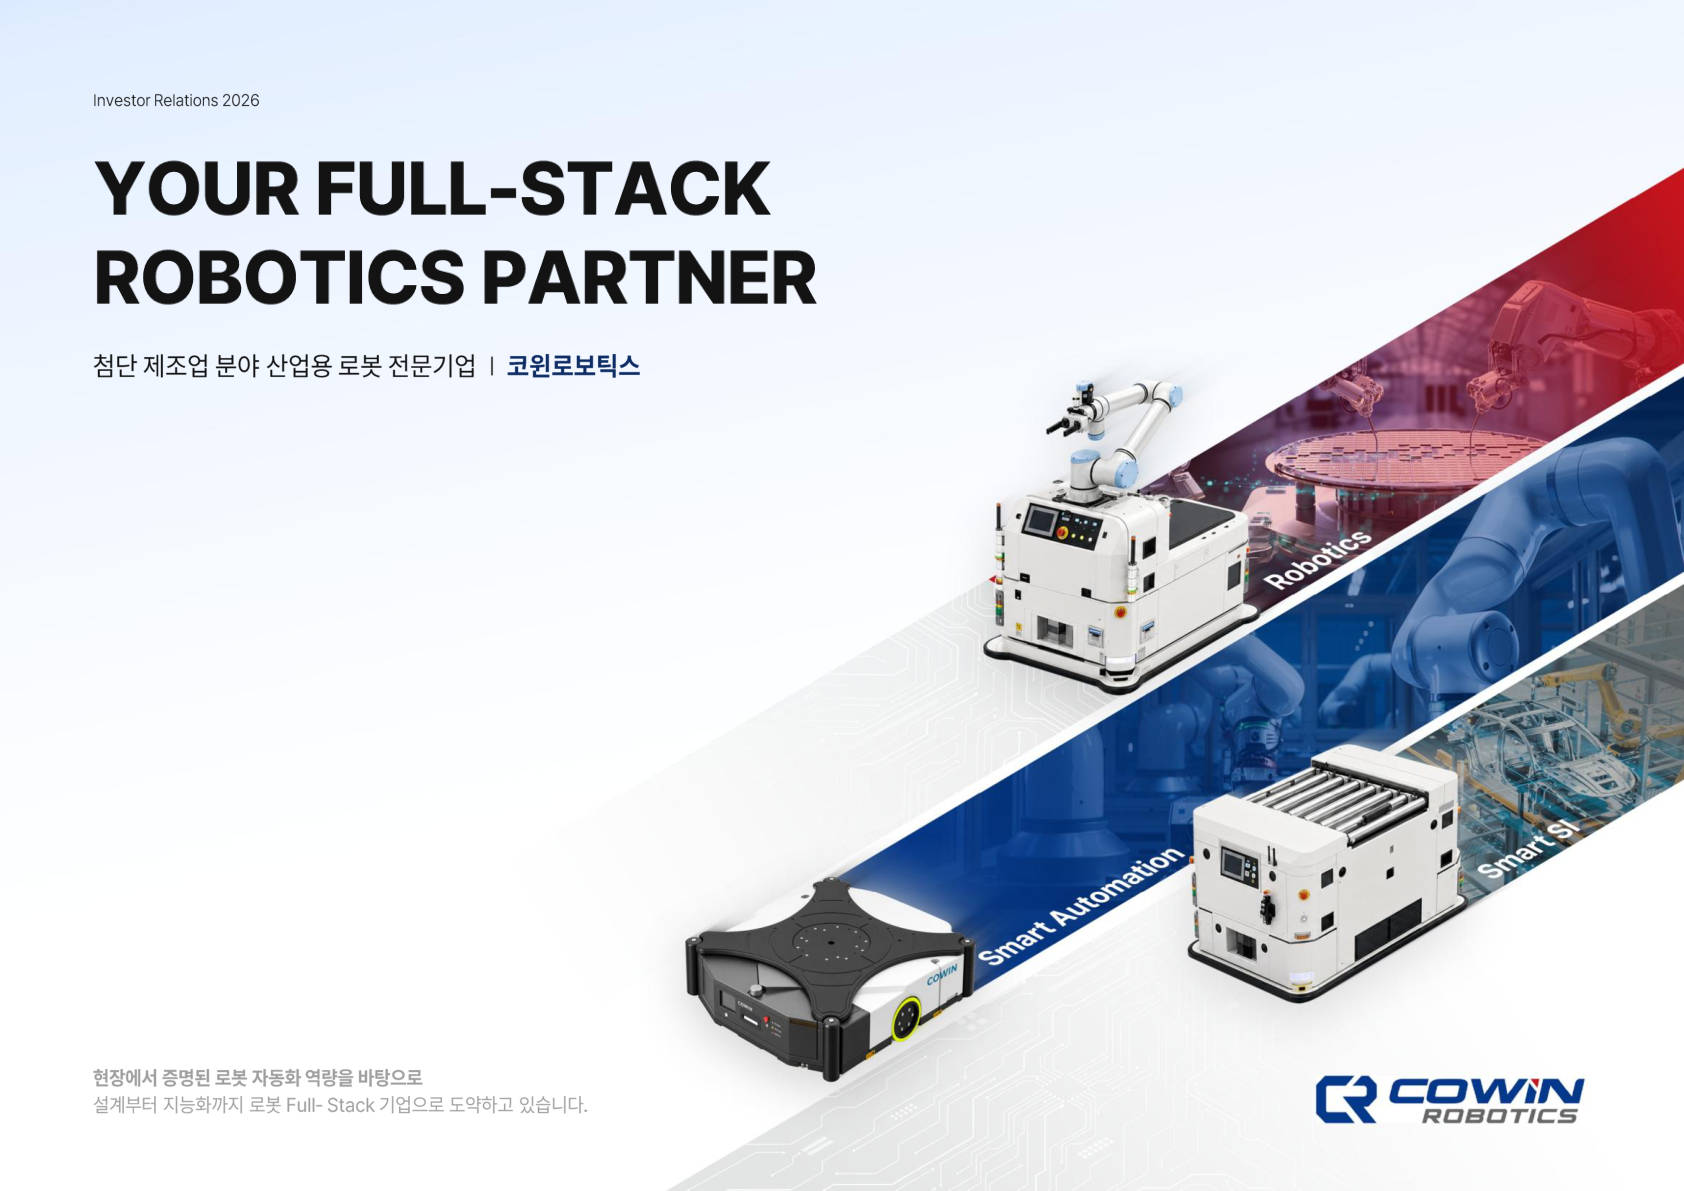 Investor Relations 2026
YOUR FULL-STACK
ROBOTICS PARTNER
첨단 제조업 분야 산업용 로봇 전문기업 | 코윈로보틱스
Robotics
Smart Automation
Smart SI
COWIN
현장에서 증명된 로봇 자동화 역량을 바탕으로
설계부터 지능화까지 로봇 Full- Stack 기업으로 도약하고 있습니다.
COWIN
ROBOTICS